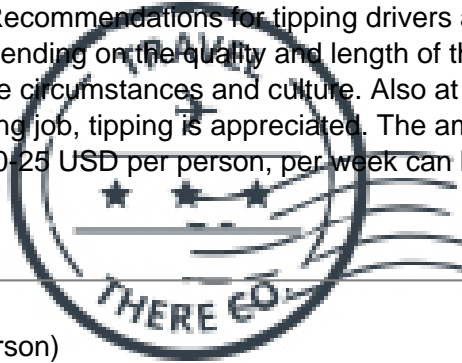 Recommendations for tipping drivers a
ending on the quality and length of th
e circumstances and culture. Also at
ng job, tipping is appreciated. The am
0-25 USD per person, per week can
TRAVEL
THERE CO.
erson)